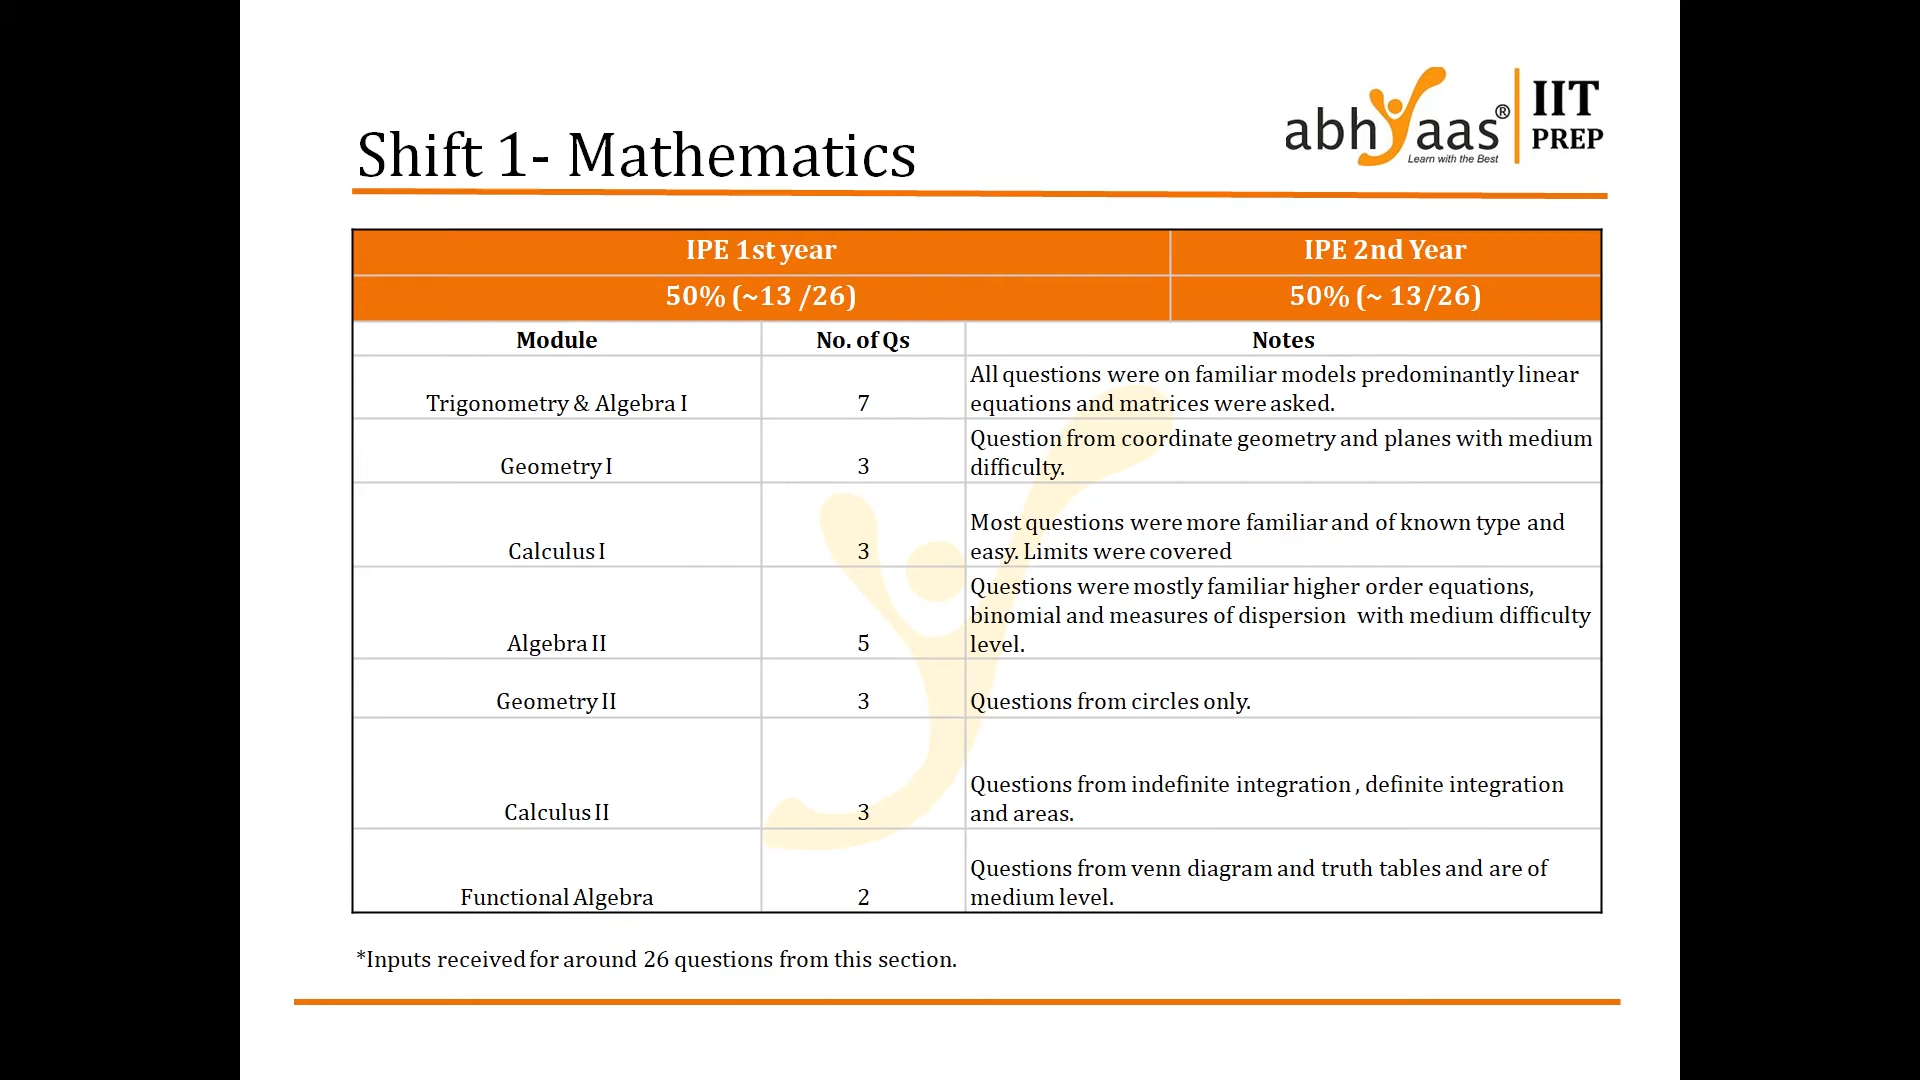 abhyaas®
Learn with the Best
IIT
PREP
Shift 1- Mathematics
IPE 1st year
IPE 2nd Year
50% (~13 /26)
50% (~ 13/26)
Module
No. of Qs
Notes
Trigonometry & Algebra I
7
All questions were on familiar models predominantly linear
equations and matrices were asked.
Geometry I
3
Question from coordinate geometry and planes with medium
difficulty.
Calculus I
3
Most questions were more familiar and of known type and
easy. Limits were covered
Algebra II
5
Questions were mostly familiar higher order equations,
binomial and measures of dispersion with medium difficulty
level.
Geometry II
3
Questions from circles only.
Calculus II
3
Questions from indefinite integration , definite integration
and areas.
Functional Algebra
2
Questions from venn diagram and truth tables and are of
medium level.
*Inputs received for around 26 questions from this section.